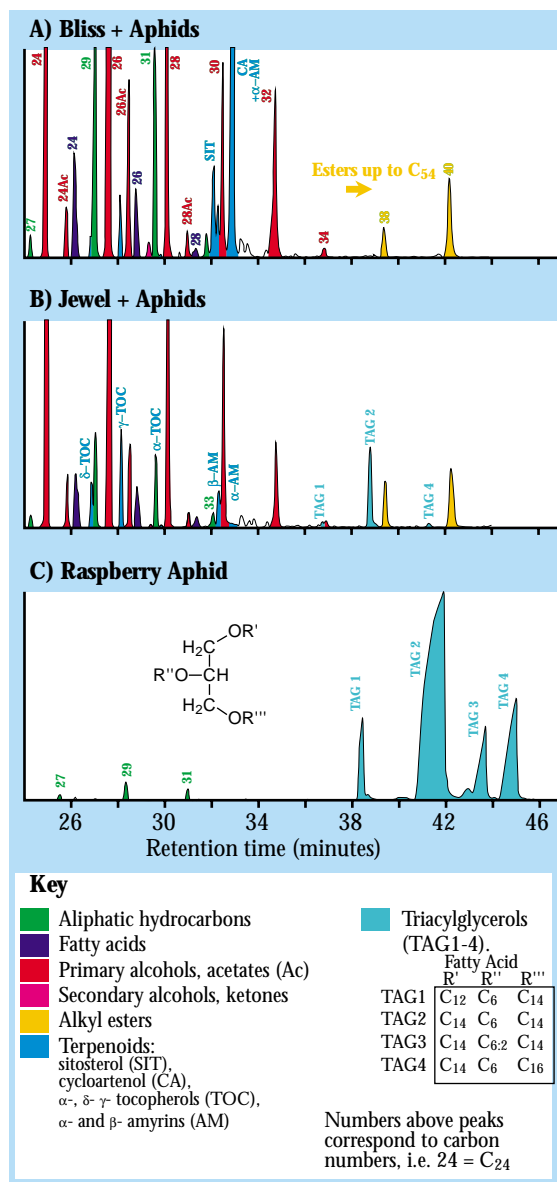 A) Bliss + Aphids
24
29
26
31
28
30
CA
+α–AM
26Ac
32
24
SIT
Esters up to C54
40
24Ac
26
38
28Ac
34
27
28
B) Jewel + Aphids
γ–TOC
α–TOC
TAG 2
δ–TOC
β–AM
α–AM
33
TAG 1
TAG 4
C) Raspberry Aphid
OR'
H2C
R''O
CH
H2C
OR'''
TAG 1
TAG 2
TAG 3
TAG 4
27
29
31
26 30 34 38 42 46
Retention time (minutes)
Key
Aliphatic hydrocarbons
Fatty acids
Primary alcohols, acetates (Ac)
Secondary alcohols, ketones
Alkyl esters
Terpenoids:
sitosterol (SIT),
cycloartenol (CA),
α-, δ- γ- tocopherols (TOC),
α- and β- amyrins (AM)
Triacylglycerols
(TAG1-4).
Fatty Acid
R' R'' R'''
TAG1 C12 C6 C14
TAG2 C14 C6 C14
TAG3 C14 C6:2 C14
TAG4 C14 C6 C16
Numbers above peaks
correspond to carbon
numbers, i.e. 24 = C24